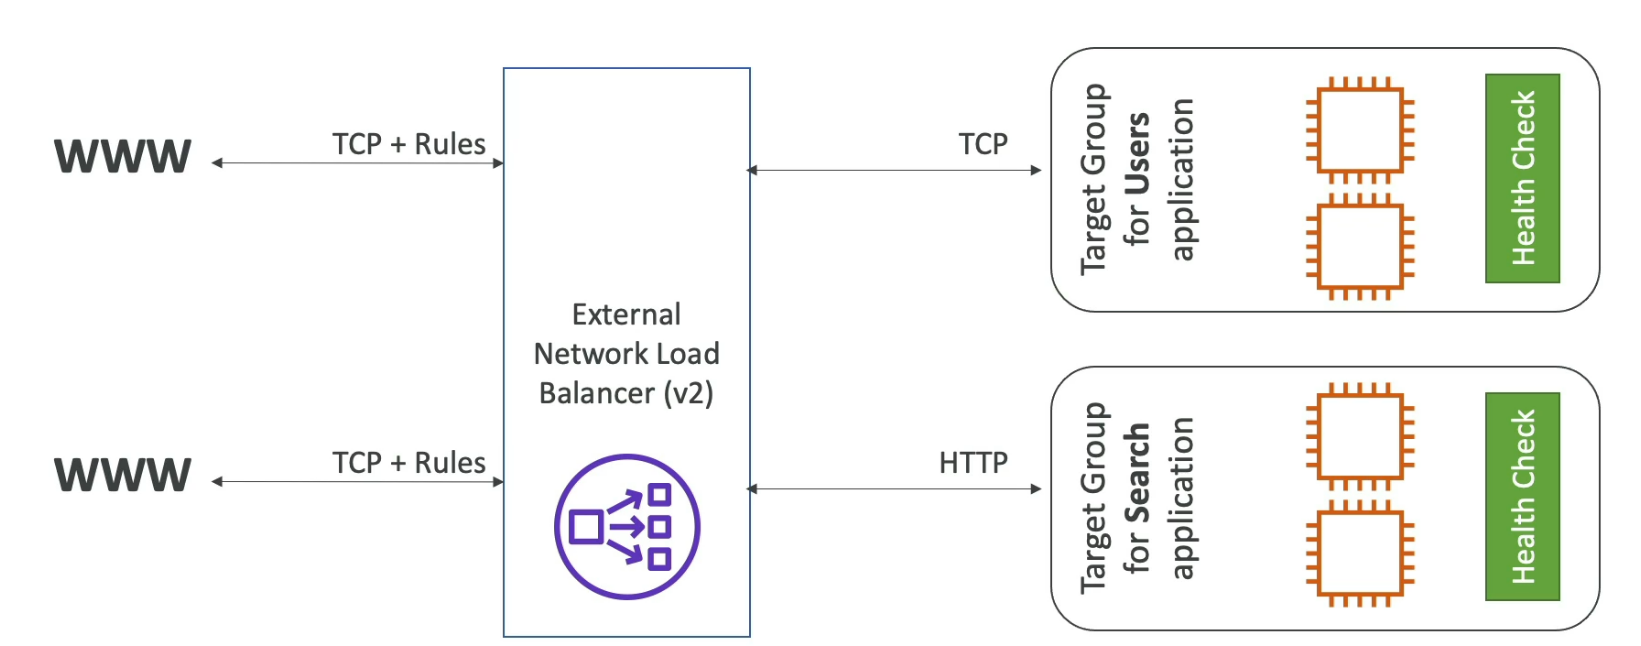 WWW
TCP + Rules
TCP
Target Group
for Users
application
Health Check
External
Network Load
Balancer (v2)
WWW
TCP + Rules
HTTP
Target Group
for Search
application
Health Check